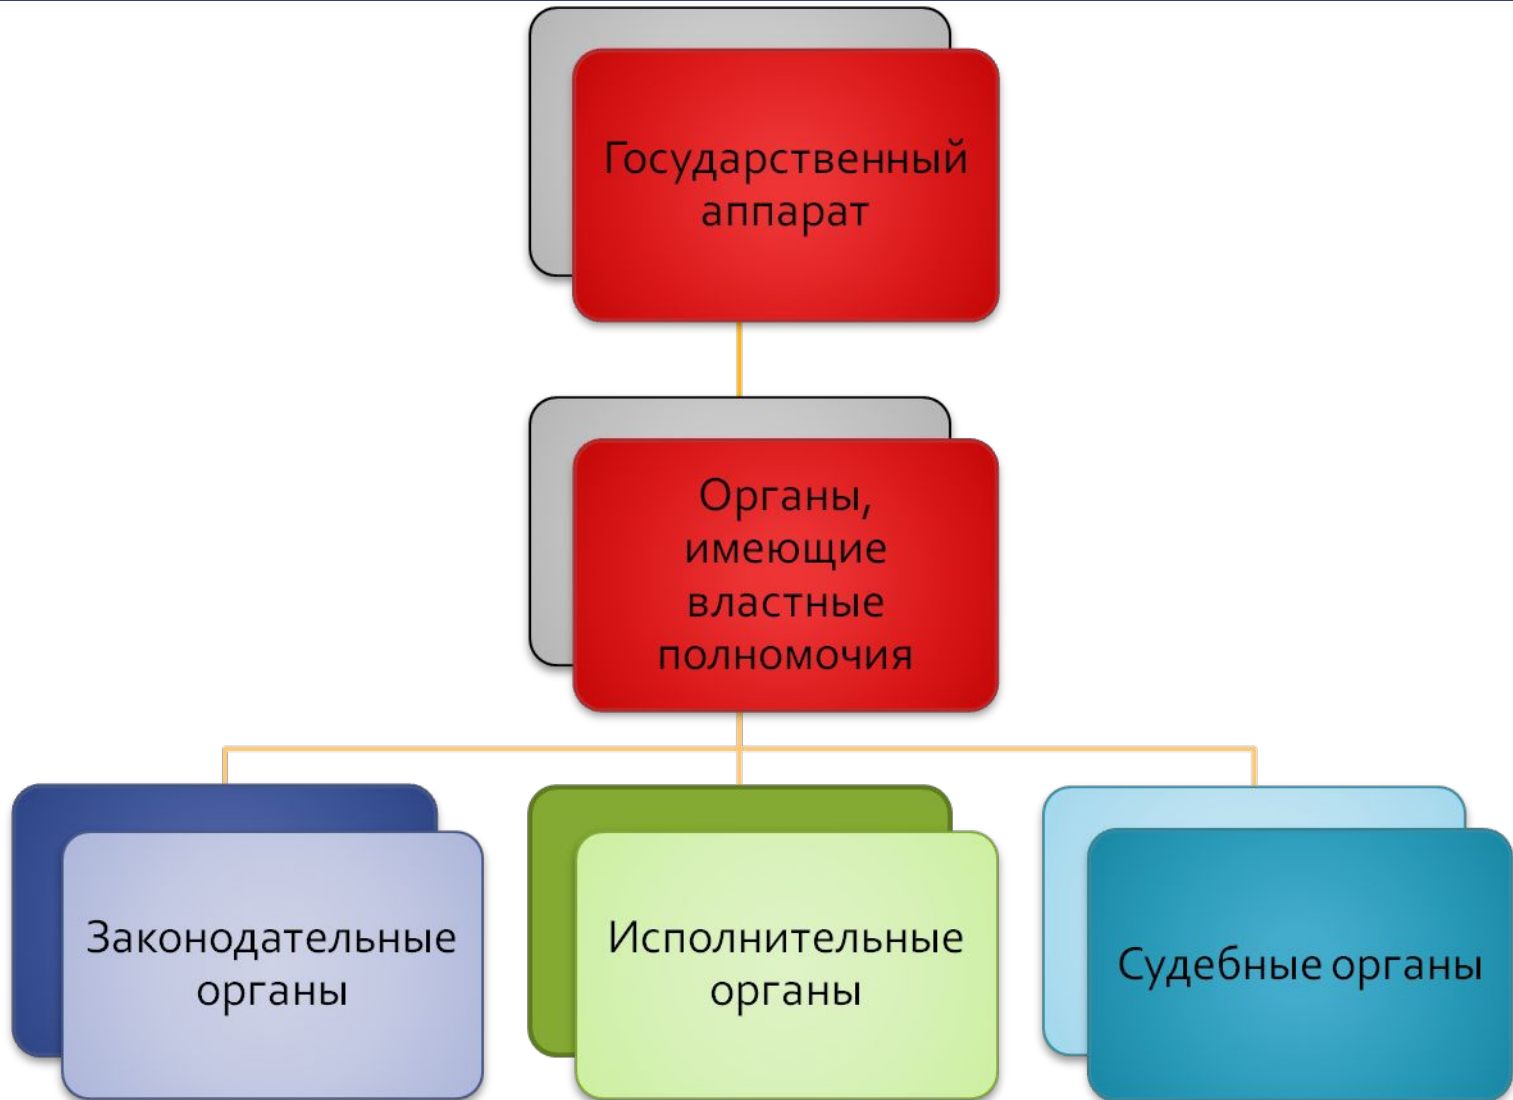 Государственный
аппарат
Органы,
имеющие
властные
полномочия
Законодательные
органы
Исполнительные
органы
Судебные органы